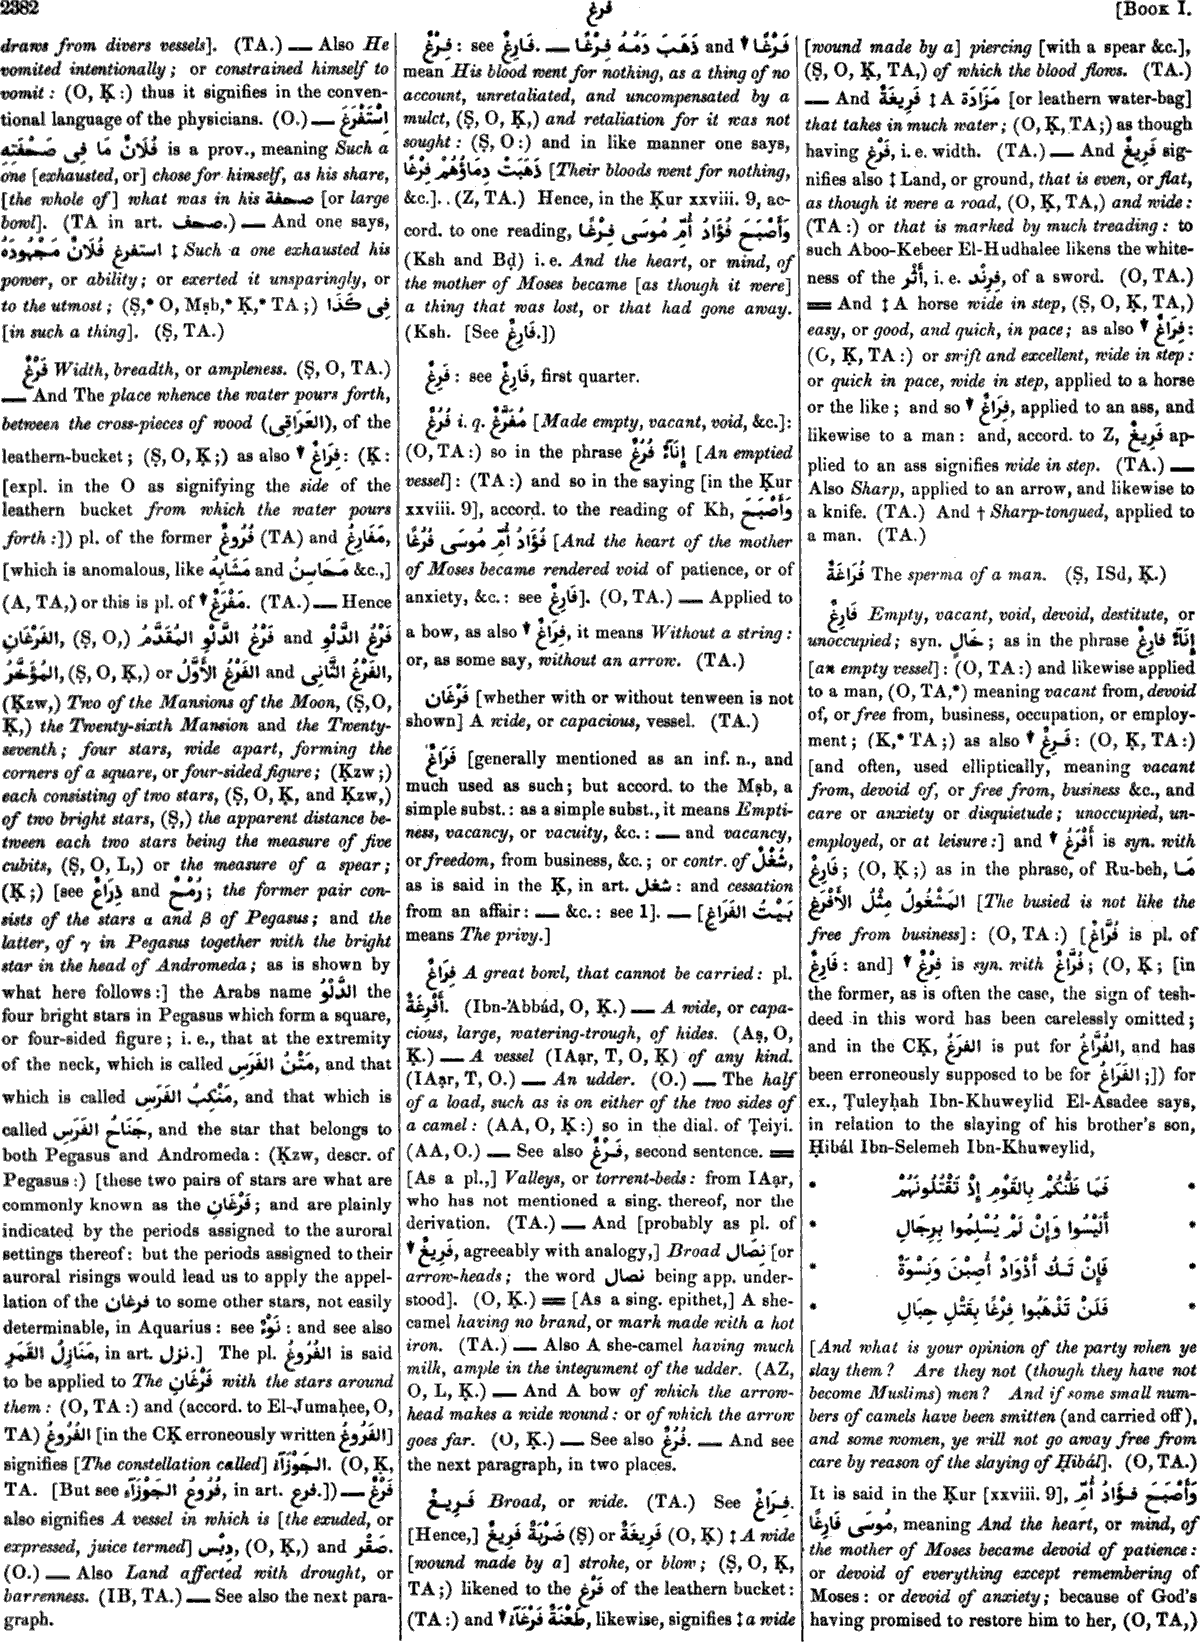 2382
فرغ
[BOOK I.
draws from divers vessels]. (TA.) — Also He
vomited intentionally; or constrained himself to
vomit: (O, Ḳ:) thus it signifies in the conven-
tional language of the physicians. (O.) — اِسْتَفْرَغَ
فُلَانٌ مَا فِى صَحْفَتِهِ is a prov., meaning Such a
one [exhausted, or] chose for himself, as his share,
[the whole of] what was in his صحفة [or large
bowl]. (TA in art. صحف.) — And one says,
استفرغ فُلَانٌ مَجْهُودَهُ ‡ Such a one exhausted his
power, or ability; or exerted it unsparingly, or
to the utmost; (Ṣ,* O, Mṣb,* Ḳ,* TA;) فِى كَذَا
[in such a thing]. (Ṣ, TA.)
فَرْغٌ Width, breadth, or ampleness. (Ṣ, O, TA.)
— And The place whence the water pours forth,
between the cross-pieces of wood (العَرَاقِى), of the
leathern-bucket; (Ṣ, O, Ḳ;) as also ▼ فِرَاغٌ: (Ḳ:
[expl. in the O as signifying the side of the
leathern bucket from which the water pours
forth:]) pl. of the former فُرُوغٌ (TA) and مَفَارِغُ,
[which is anomalous, like مَشَابِهُ and مَحَاسِنُ &c.,]
(A, TA,) or this is pl. of ▼ مَفْرَغٌ. (TA.) — Hence
فَرْغُ الدَّلْوِ and فَرْغُ الدَّلْوِ المُقَدَّمُ (Ṣ, O,) الفَرْغَانِ,
المُؤَخَّرُ, (Ṣ, O, Ḳ,) or الفَرْغُ الأَوَّلُ and الفَرْغُ الثَّانِى,
(Ḳzw,) Two of the Mansions of the Moon, (Ṣ, O,
Ḳ,) the Twenty-sixth Mansion and the Twenty-
seventh; four stars, wide apart, forming the
corners of a square, or four-sided figure; (Ḳzw;)
each consisting of two stars, (Ṣ, O, Ḳ, and Ḳzw,)
of two bright stars, (Ṣ,) the apparent distance be-
tween each two stars being the measure of five
cubits, (Ṣ, O, L,) or the measure of a spear;
(Ḳ;) [see ذِرَاعٌ and رُمْحٌ; the former pair con-
sists of the stars α and β of Pegasus; and the
latter, of γ in Pegasus together with the bright
star in the head of Andromeda; as is shown by
what here follows:] the Arabs name الدَّلْوُ the
four bright stars in Pegasus which form a square,
or four-sided figure; i. e., that at the extremity
of the neck, which is called مَتْنُ الفَرَسِ, and that
which is called مَنْكِبُ الفَرَسِ, and that which is
called جَنَاحُ الفَرَسِ, and the star that belongs to
both Pegasus and Andromeda: (Ḳzw, descr. of
Pegasus:) [these two pairs of stars are what are
commonly known as the فَرْغَانِ; and are plainly
indicated by the periods assigned to the auroral
settings thereof: but the periods assigned to their
auroral risings would lead us to apply the appel-
lation of the فرغان to some other stars, not easily
determinable, in Aquarius: see نَوْءٌ: and see also
مَنَازِلُ القَمَرِ, in art. نزل.] The pl. الفُرُوغُ is said
to be applied to The فَرْغَانِ with the stars around
them: (O, TA:) and (accord. to El-Jumaḥee, O,
TA) الفُرُوغُ [in the CḲ erroneously written الفَرُوغُ]
signifies [The constellation called] الجَوْزَآءُ. (O, Ḳ,
TA. [But see فُرُوعُ الجَوْزَآءِ, in art. فرع.]) — فَرْغٌ
also signifies A vessel in which is [the exuded, or
expressed, juice termed] دِبْس, (O, Ḳ,) and صَقْر.
(O.) — Also Land affected with drought, or
barrenness. (IB, TA.) — See also the next para-
graph.
فِرْغٌ: see فَارِغٌ. — ذَهَبَ دَمُهُ فِرْغًا and ▼ فَرْغًا
mean His blood went for nothing, as a thing of no
account, unretaliated, and uncompensated by a
mulct, (Ṣ, O, Ḳ,) and retaliation for it was not
sought: (Ṣ, O:) and in like manner one says,
ذَهَبَتْ دِمَاؤُهُمْ فِرْغًا [Their bloods went for nothing,
&c.]. (Z, TA.) Hence, in the Ḳur xxviii. 9, ac-
cord. to one reading, وَأَصْبَحَ فُؤَادُ أُمِّ مُوسَى فِرْغًا
(Ksh and Bḍ) i. e. And the heart, or mind, of
the mother of Moses became [as though it were]
a thing that was lost, or that had gone away.
(Ksh. [See فَارِغٌ.])
فَرِغٌ: see فَارِغٌ, first quarter.
فُرُغٌ i. q. مُفَرَّغٌ [Made empty, vacant, void, &c.]:
(O, TA:) so in the phrase إِنَآءٌ فُرُغٌ [An emptied
vessel]: (TA:) and so in the saying [in the Ḳur
xxviii. 9], accord. to the reading of Kh, وَأَصْبَحَ
فُؤَادُ أُمِّ مُوسَى فُرُغًا [And the heart of the mother
of Moses became rendered void of patience, or of
anxiety, &c.: see فَارِغٌ]. (O, TA.) — Applied to
a bow, as also ▼ فِرَاغٌ, it means Without a string:
or, as some say, without an arrow. (TA.)
فَرْغَان [whether with or without tenween is not
shown] A wide, or capacious, vessel. (TA.)
فَرَاغٌ [generally mentioned as an inf. n., and
much used as such; but accord. to the Mṣb, a
simple subst.: as a simple subst., it means Empti-
ness, vacancy, or vacuity, &c.: — and vacancy,
or freedom, from business, &c.; or contr. of شُغْلٌ,
as is said in the Ḳ, in art. شغل: and cessation
from an affair: — &c.: see 1]. — [بَيْتُ الفَرَاغِ
means The privy.]
فِرَاغٌ A great bowl, that cannot be carried: pl.
أَفْرِغَةٌ. (Ibn-'Abbád, O, Ḳ.) — A wide, or capa-
cious, large, watering-trough, of hides. (Aṣ, O,
Ḳ.) — A vessel (IAạr, T, O, Ḳ) of any kind.
(IAạr, T, O.) — An udder. (O.) — The half
of a load, such as is on either of the two sides of
a camel: (AA, O, Ḳ:) so in the dial. of Ṭeiyi.
(AA, O.) — See also فَرْغٌ, second sentence. =
[As a pl.,] Valleys, or torrent-beds: from IAạr,
who has not mentioned a sing. thereof, nor the
derivation. (TA.) — And [probably as pl. of
▼ فَرِيغٌ, agreeably with analogy,] Broad نِصَال [or
arrow-heads; the word نصال being app. under-
stood]. (O, Ḳ.) = [As a sing. epithet,] A she-
camel having no brand, or mark made with a hot
iron. (TA.) — Also A she-camel having much
milk, ample in the integument of the udder. (AZ,
O, L, Ḳ.) — And A bow of which the arrow-
head makes a wide wound: or of which the arrow
goes far. (O, Ḳ.) — See also فُرُغٌ. — And see
the next paragraph, in two places.
فَرِيغٌ Broad, or wide. (TA.) See فِرَاغٌ.
[Hence,] ضَرْبَةٌ فَرِيغٌ (Ṣ) or فَرِيغَةٌ (O, Ḳ) ‡ A wide
[wound made by a] stroke, or blow; (Ṣ, O, Ḳ,
TA;) likened to the فَرْغ of the leathern bucket:
(TA:) and ▼ طَعْنَةٌ فَرْغَآءُ, likewise, signifies ‡ a wide
[wound made by a] piercing [with a spear &c.],
(Ṣ, O, Ḳ, TA,) of which the blood flows. (TA.)
— And مَزَادَةٌ فَرِيغَةٌ ‡ A [or leathern water-bag]
that takes in much water; (O, Ḳ, TA;) as though
having فَرْغ, i. e. width. (TA.) — And فَرِيغٌ sig-
nifies also ‡ Land, or ground, that is even, or flat,
as though it were a road, (O, Ḳ, TA,) and wide:
(TA:) or that is marked by much treading: to
such Aboo-Kebeer El-Hudhalee likens the white-
ness of the أَثْر, i. e. فِرِنْد, of a sword. (O, TA.)
= And ‡ A horse wide in step, (Ṣ, O, Ḳ, TA,)
easy, or good, and quick, in pace; as also ▼ فِرَاغٌ:
(O, Ḳ, TA:) or swift and excellent, wide in step:
or quick in pace, wide in step, applied to a horse
or the like; and so ▼ فِرَاغٌ, applied to an ass, and
likewise to a man: and, accord. to Z, فَرِيغٌ ap-
plied to an ass signifies wide in step. (TA.) —
Also Sharp, applied to an arrow, and likewise to
a knife. (TA.) And † Sharp-tongued, applied to
a man. (TA.)
فُرَاغَةٌ The sperma of a man. (Ṣ, ISd, Ḳ.)
فَارِغٌ Empty, vacant, void, devoid, destitute, or
unoccupied; syn. خَالٍ; as in the phrase إِنَآءٌ فَارِغٌ
[an empty vessel]: (O, TA:) and likewise applied
to a man, (O, TA,*) meaning vacant from, devoid
of, or free from, business, occupation, or employ-
ment; (K,* TA;) as also ▼ فَرِغٌ: (O, Ḳ, TA:)
[and often, used elliptically, meaning vacant
from, devoid of, or free from, business &c., and
care or anxiety or disquietude; unoccupied, un-
employed, or at leisure:] and ▼ أَفْرَغُ is syn. with
فَارِغٌ; (O, Ḳ;) as in the phrase, of Ru-beh, مَا
المَشْغُولُ مِثْلُ الأَفْرَغِ [The busied is not like the
free from business]: (O, TA:) [فُرَّاغٌ is pl. of
فَارِغٌ: and] ▼ فِرْغٌ is syn. with فُرَّاغٌ; (O, Ḳ; [in
the former, as is often the case, the sign of tesh-
deed in this word has been carelessly omitted;
and in the CḲ, الفرَغُ is put for الفُرَّاغُ, and has
been erroneously supposed to be for الفَرَاغُ;]) for
ex., Ṭuleyḥah Ibn-Khuweylid El-Asadee says,
in relation to the slaying of his brother's son,
Ḥibál Ibn-Selemeh Ibn-Khuweylid,
* فَمَا ظَنُّكُمْ بِالقَوْمِ إِذْ تَقْتُلُونَهُمْ *
* أَلَيْسُوا وَإِنْ لَمْ يُسْلِمُوا بِرِجَالِ *
* فَإِنْ تَكُ أَذْوَادٌ أُصِبْنَ وَنِسْوَةٌ *
* فَلَنْ تَذْهَبُوا فِرْغًا بِقَتْلِ حِبَالِ *
[And what is your opinion of the party when ye
slay them? Are they not (though they have not
become Muslims) men? And if some small num-
bers of camels have been smitten (and carried off),
and some women, ye will not go away free from
care by reason of the slaying of Ḥibál]. (O, TA.)
It is said in the Ḳur [xxviii. 9], وَأَصْبَحَ فُؤَادُ أُمِّ
مُوسَى فَارِغًا, meaning And the heart, or mind, of
the mother of Moses became devoid of patience:
or devoid of everything except remembering of
Moses: or devoid of anxiety; because of God's
having promised to restore him to her, (O, TA,)